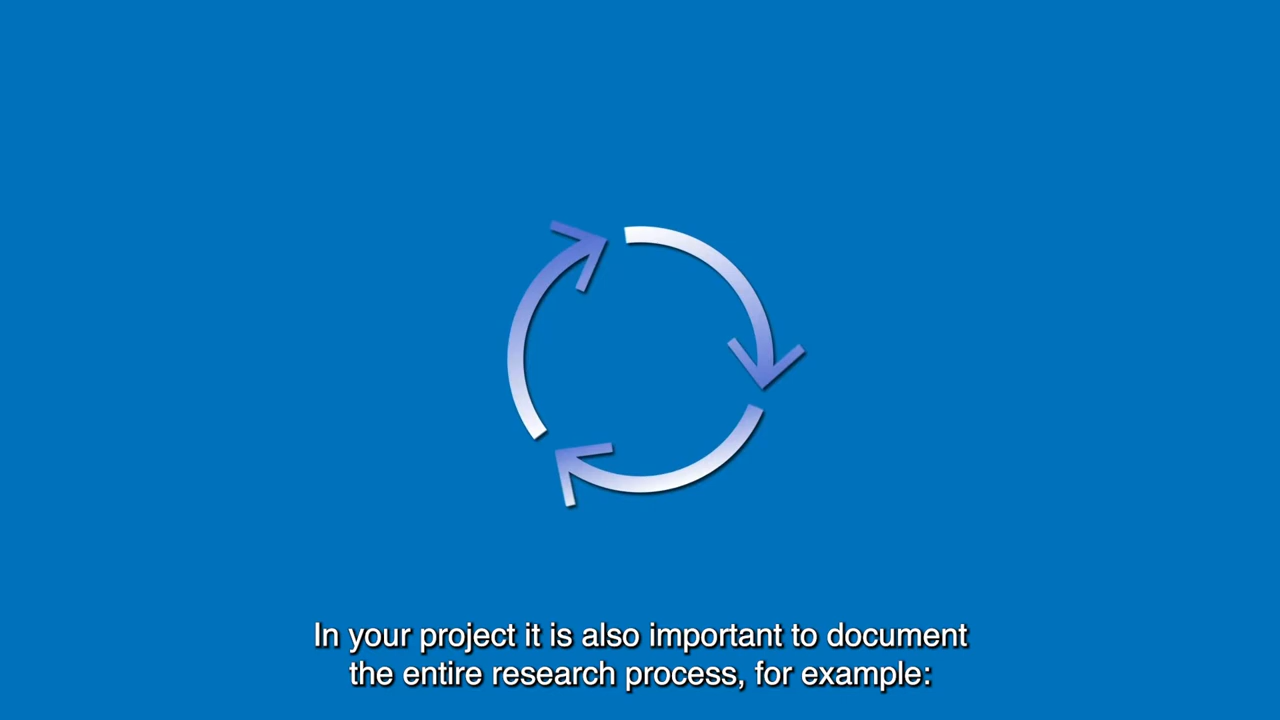 In your project it is also important to document
the entire research process, for example: